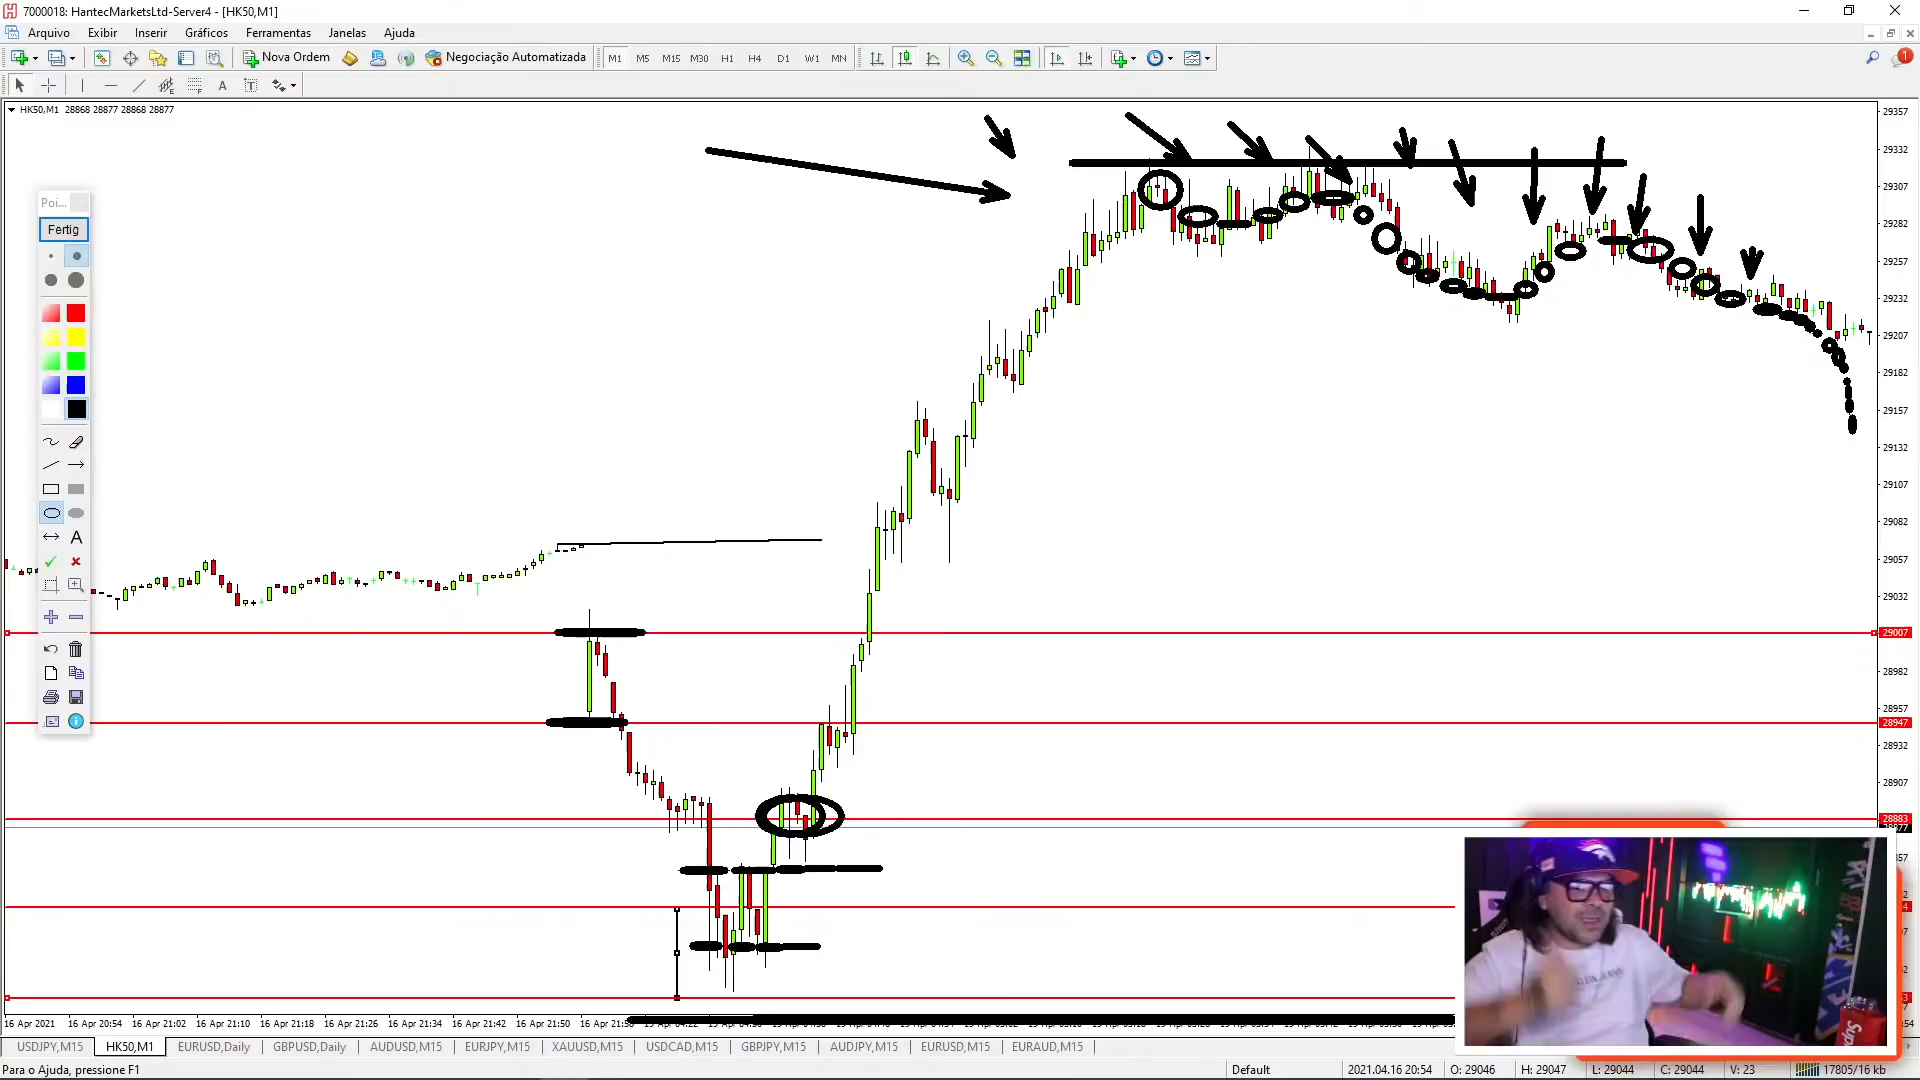 7000018: HantecMarketsLtd-Server4 - [HK50,M1]
Arquivo Exibir Inserir Gráficos Ferramentas Janelas Ajuda
Nova Ordem Negociação Automatizada M1 M5 M15 M30 H1 H4 D1 W1 MN 1
A T
HK50,M1 28868 28877 28868 28877
29357
29332
29307
29282
29257
29232
29207
29182
29157
29132
29107
29082
29057
29032
29007
28982
28957
28947
28932
28907
28883
28877
Poi...
Fertig
A
16 Apr 2021 16 Apr 20:54 16 Apr 21:02 16 Apr 21:10 16 Apr 21:18 16 Apr 21:26 16 Apr 21:34 16 Apr 21:42 16 Apr 21:50
USDJPY,M15 HK50,M1 EURUSD,Daily GBPUSD,Daily AUDUSD,M15 EURJPY,M15 XAUUSD,M15 USDCAD,M15 GBPJPY,M15 AUDJPY,M15 EURUSD,M15 EURAUD,M15
Para o Ajuda, pressione F1 Default 2021.04.16 20:54 O: 29046 H: 29047 L: 29044 C: 29044 V: 23 17805/16 kb